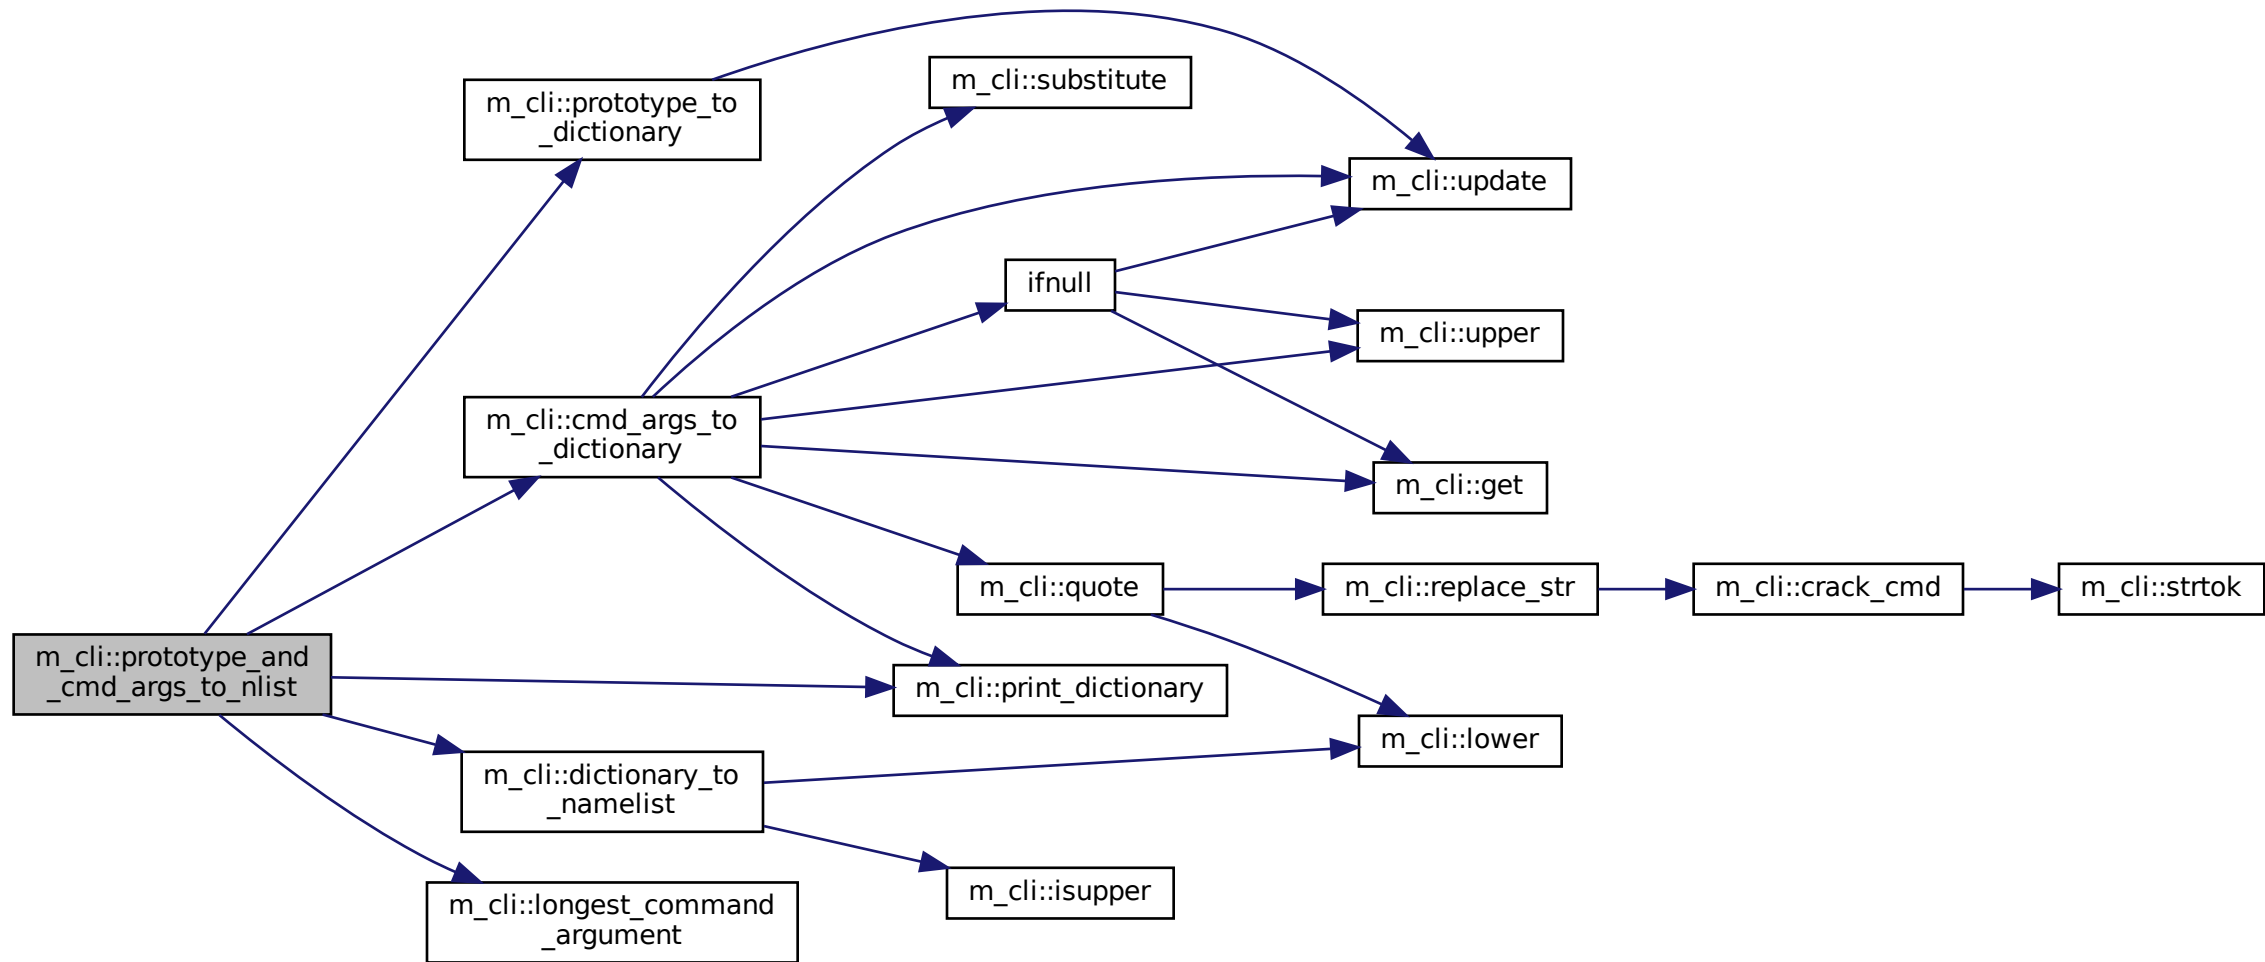 m_cli::prototype_and
_cmd_args_to_nlist
m_cli::prototype_to
_dictionary
m_cli::cmd_args_to
_dictionary
m_cli::dictionary_to
_namelist
m_cli::longest_command
_argument
m_cli::substitute
ifnull
m_cli::quote
m_cli::print_dictionary
m_cli::isupper
m_cli::update
m_cli::upper
m_cli::get
m_cli::replace_str
m_cli::lower
m_cli::crack_cmd
m_cli::strtok